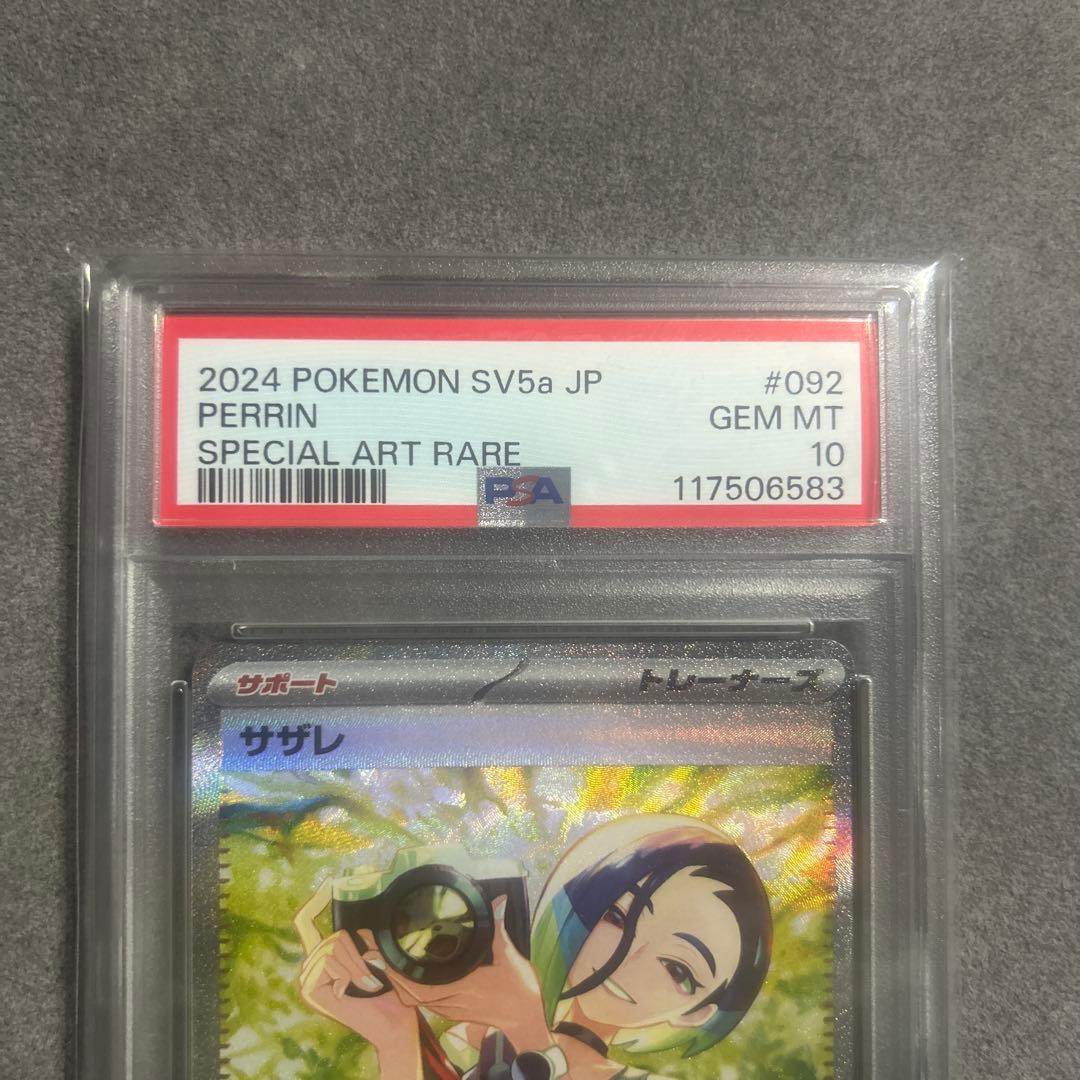 2024 POKEMON SV5a JP #092
PERRIN GEM MT
SPECIAL ART RARE 10
PSA 117506583
サポート トレーナーズ
サザレ